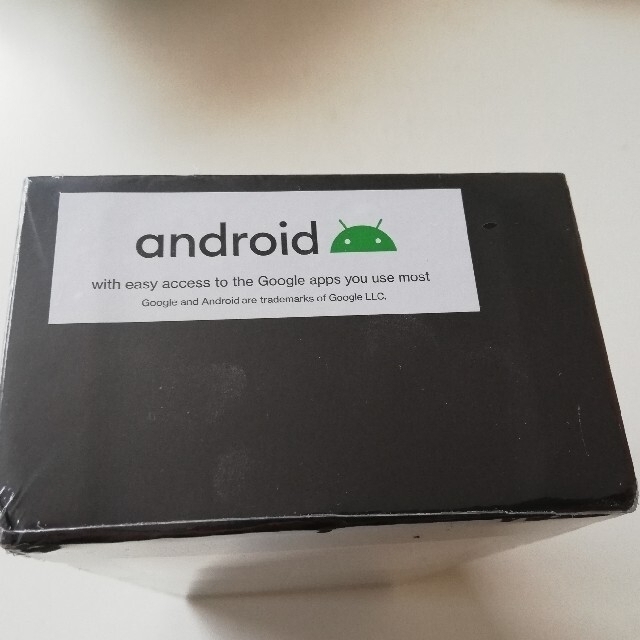 android
with easy access to the Google apps you use most
Google and Android are trademarks of Google LLC.